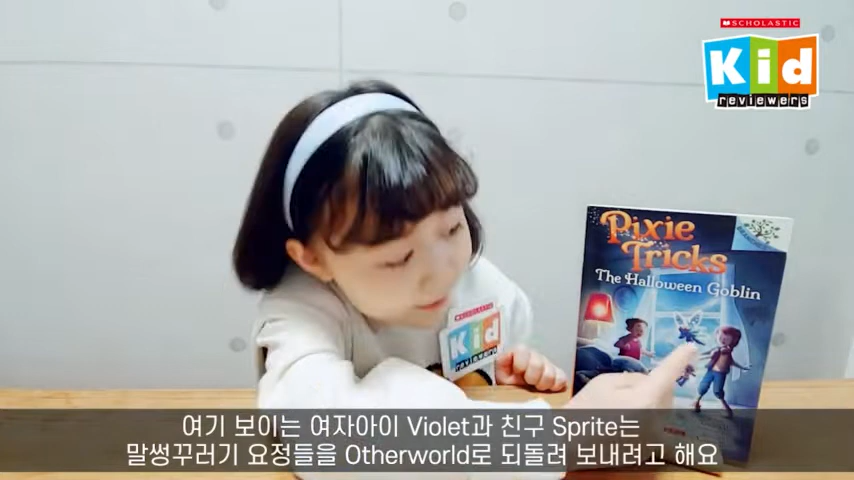 SCHOLASTIC
Kid
reviewers
Pixie
Tricks
The Halloween Goblin
Kid
reviewers
여기 보이는 여자아이 Violet과 친구 Sprite는
말썽꾸러기 요정들을 Otherworld로 되돌려 보내려고 해요